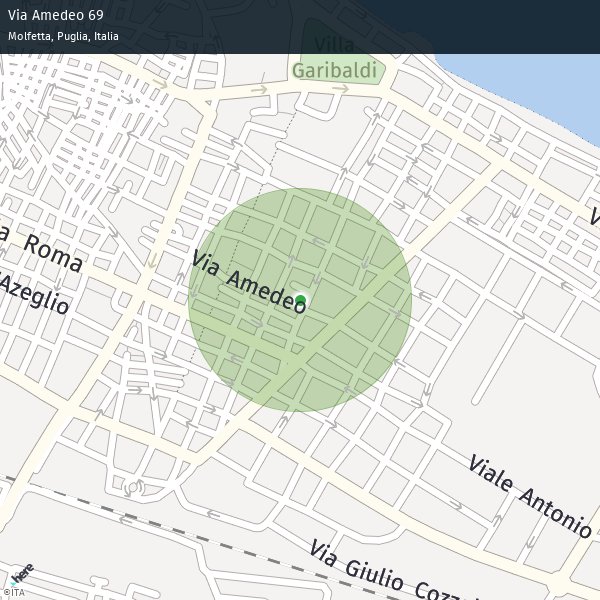 Via Amedeo 69
Molfetta, Puglia, Italia
Villa
Garibaldi
a Roma
'Azeglio
Via Amedeo
V
Viale Antonio
Via Giulio Cozz
here
©ITA